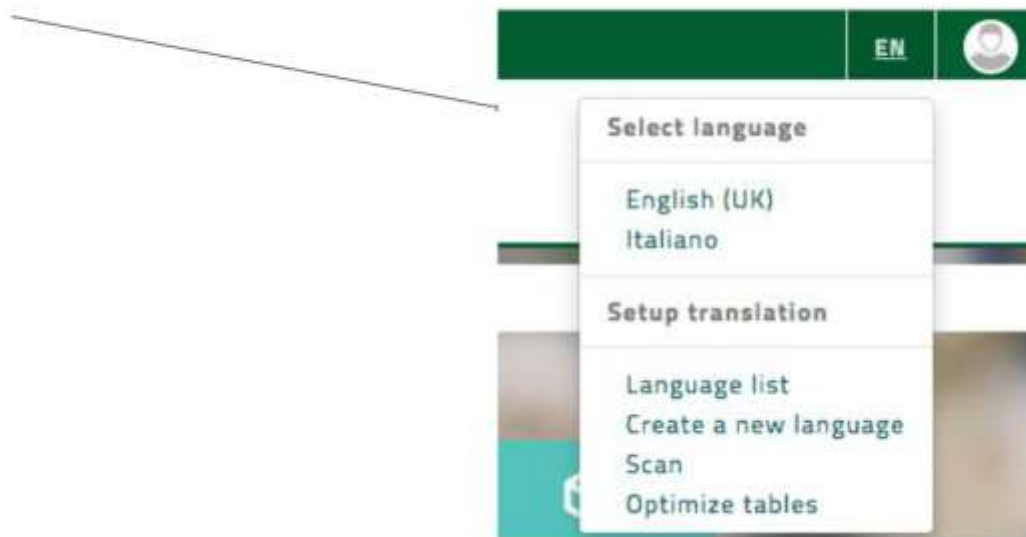 EN
Select language
English (UK)
Italiano
Setup translation
Language list
Create a new language
Scan
Optimize tables